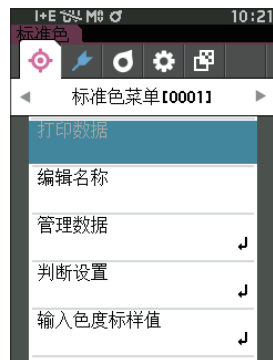 I+E M0 10:21
标准色
标准色菜单[0001]
打印数据
编辑名称
管理数据
判断设置
输入色度标样值